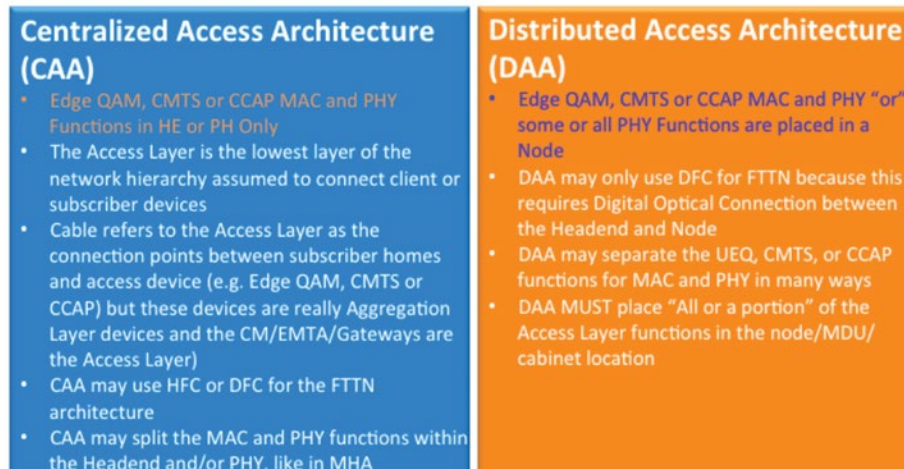 Centralized Access Architecture
(CAA)
• Edge QAM, CMTS or CCAP MAC and PHY
Functions in HE or PH Only
• The Access Layer is the lowest layer of the
network hierarchy assumed to connect client or
subscriber devices
• Cable refers to the Access Layer as the
connection points between subscriber homes
and access device (e.g. Edge QAM, CMTS or
CCAP) but these devices are really Aggregation
Layer devices and the CM/EMTA/Gateways are
the Access Layer)
• CAA may use HFC or DFC for the FTTN
architecture
• CAA may split the MAC and PHY functions within
the Headend and/or PHY, like in MHA
Distributed Access Architecture
(DAA)
• Edge QAM, CMTS or CCAP MAC and PHY “or”
some or all PHY Functions are placed in a
Node
• DAA may only use DFC for FTTN because this
requires Digital Optical Connection between
the Headend and Node
• DAA may separate the UEQ, CMTS, or CCAP
functions for MAC and PHY in many ways
• DAA MUST place “All or a portion” of the
Access Layer functions in the node/MDU/
cabinet location